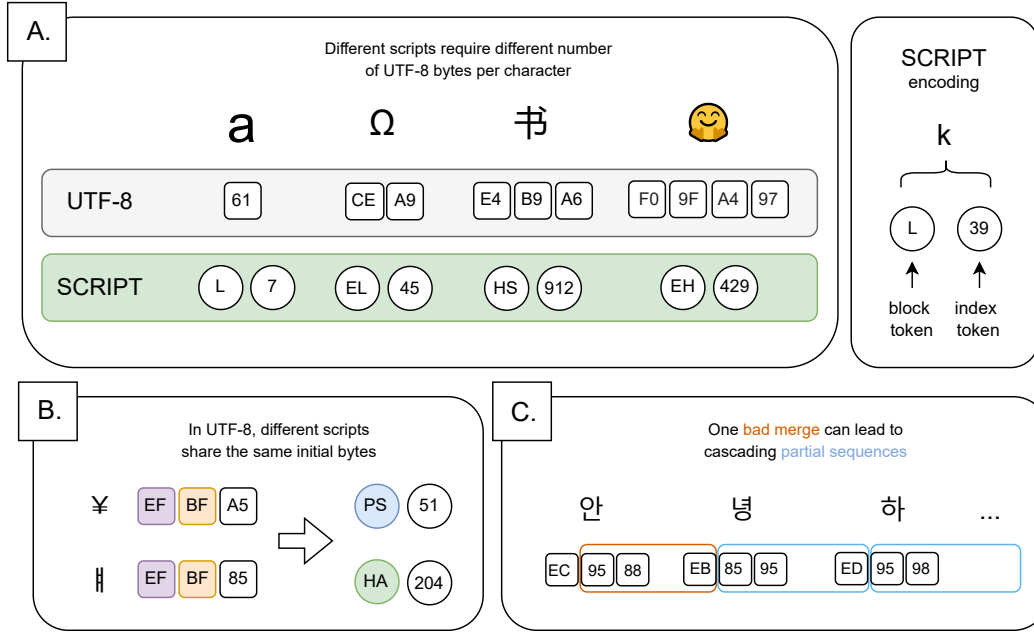 A.
Different scripts require different number
of UTF-8 bytes per character
a Ω 书 🤗
UTF-8 61 CE A9 E4 B9 A6 F0 9F A4 97
SCRIPT L 7 EL 45 HS 912 EH 429
SCRIPT
encoding
k
L 39
block index
token token
B.
In UTF-8, different scripts
share the same initial bytes
¥ EF BF A5 PS 51
ㅐ EF BF 85 HA 204
C.
One bad merge can lead to
cascading partial sequences
안 녕 하 ...
EC 95 88 EB 85 95 ED 95 98